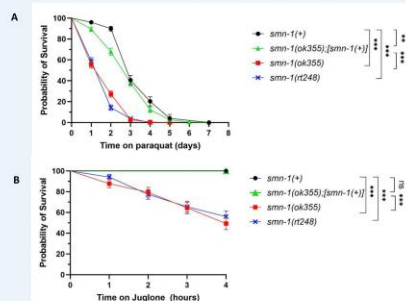 A
Probability of Survival
100
80
60
40
20
0
0 1 2 3 4 5 6 7 8
Time on paraquat (days)
smn-1(+)
smn-1(ok355);[smn-1(+)]
smn-1(ok355)
smn-1(rt248)
***
***
**
***
B
Probability of Survival
100
80
60
40
20
0
0 1 2 3 4
Time on Juglone (hours)
smn-1(+)
smn-1(ok355);[smn-1(+)]
smn-1(ok355)
smn-1(rt248)
ns